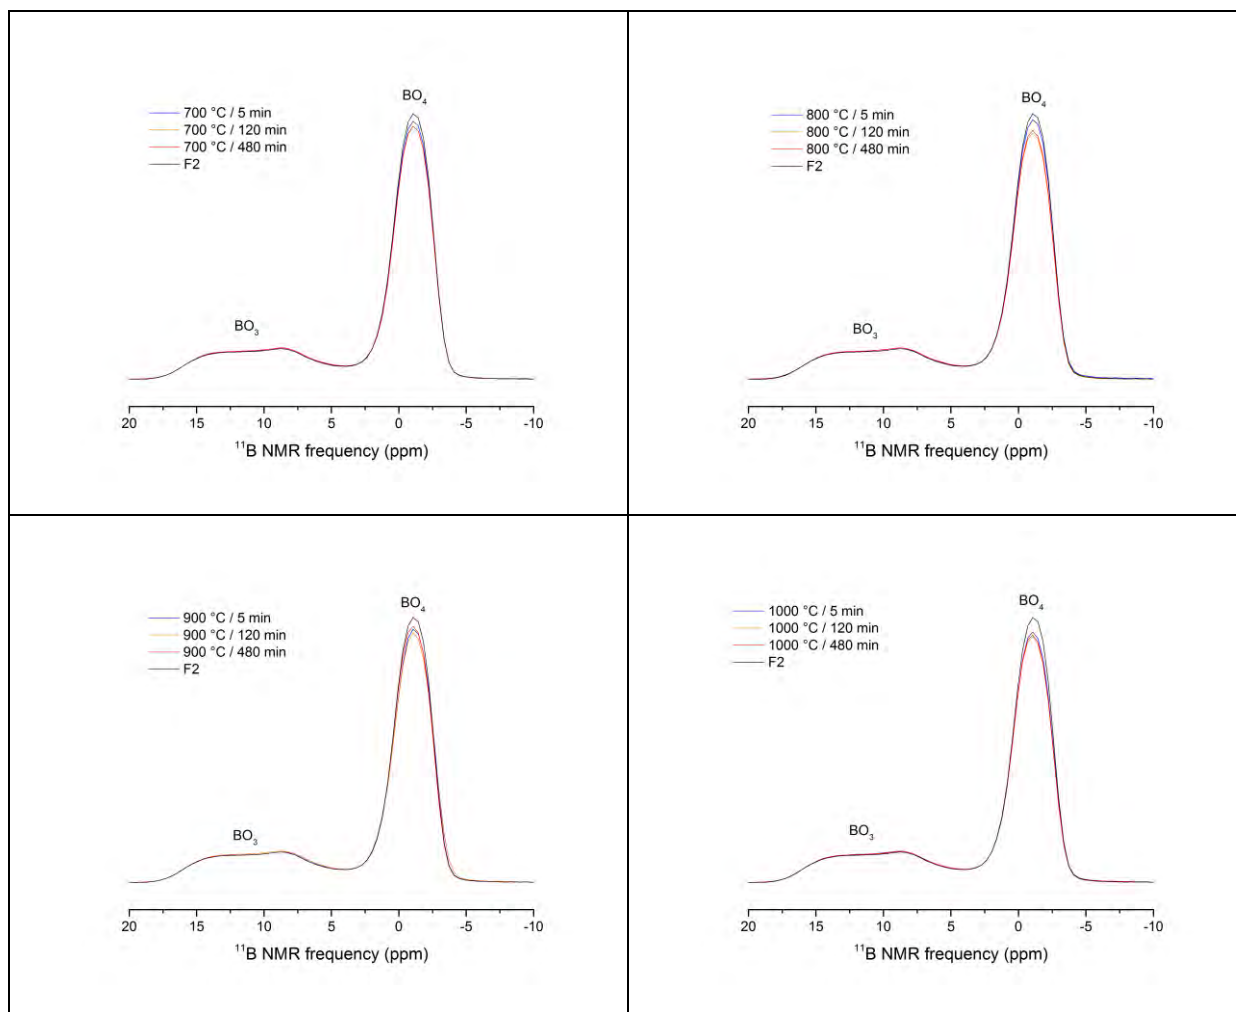 BO₄
700 °C / 5 min
700 °C / 120 min
700 °C / 480 min
F2
BO₃
20 15 10 5 0 -5 -10
¹¹B NMR frequency (ppm)
BO₄
800 °C / 5 min
800 °C / 120 min
800 °C / 480 min
F2
BO₃
20 15 10 5 0 -5 -10
¹¹B NMR frequency (ppm)
BO₄
900 °C / 5 min
900 °C / 120 min
900 °C / 480 min
F2
BO₃
20 15 10 5 0 -5 -10
¹¹B NMR frequency (ppm)
BO₄
1000 °C / 5 min
1000 °C / 120 min
1000 °C / 480 min
F2
BO₃
20 15 10 5 0 -5 -10
¹¹B NMR frequency (ppm)